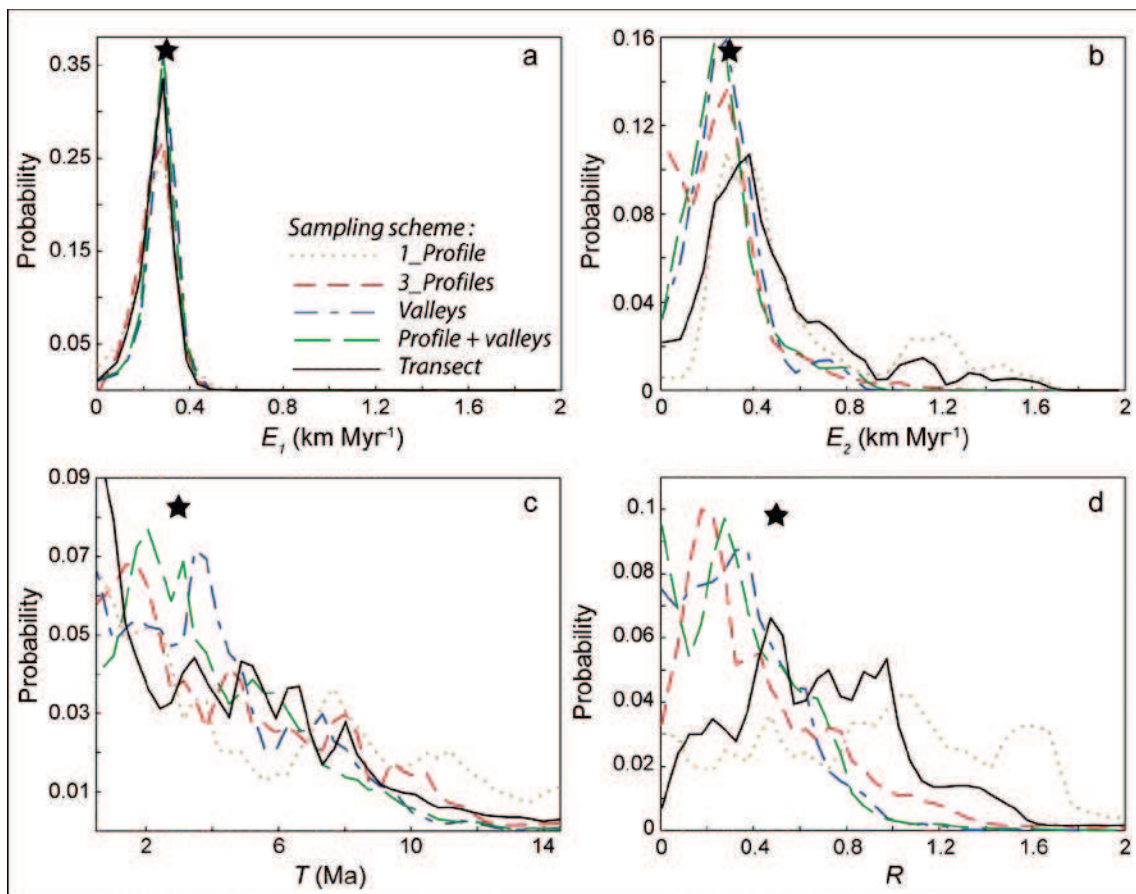 a
0.35
0.25
0.15
0.05
Probability
0 0.4 0.8 1.2 1.6 2
E₁ (km Myr⁻¹)
Sampling scheme :
1_Profile
3_Profiles
Valleys
Profile + valleys
Transect
b
0.16
0.12
0.08
0.04
0
Probability
0 0.4 0.8 1.2 1.6 2
E₂ (km Myr⁻¹)
c
0.09
0.07
0.05
0.03
0.01
Probability
2 6 10 14
T (Ma)
d
0.1
0.08
0.06
0.04
0.02
0
Probability
0 0.4 0.8 1.2 1.6 2
R